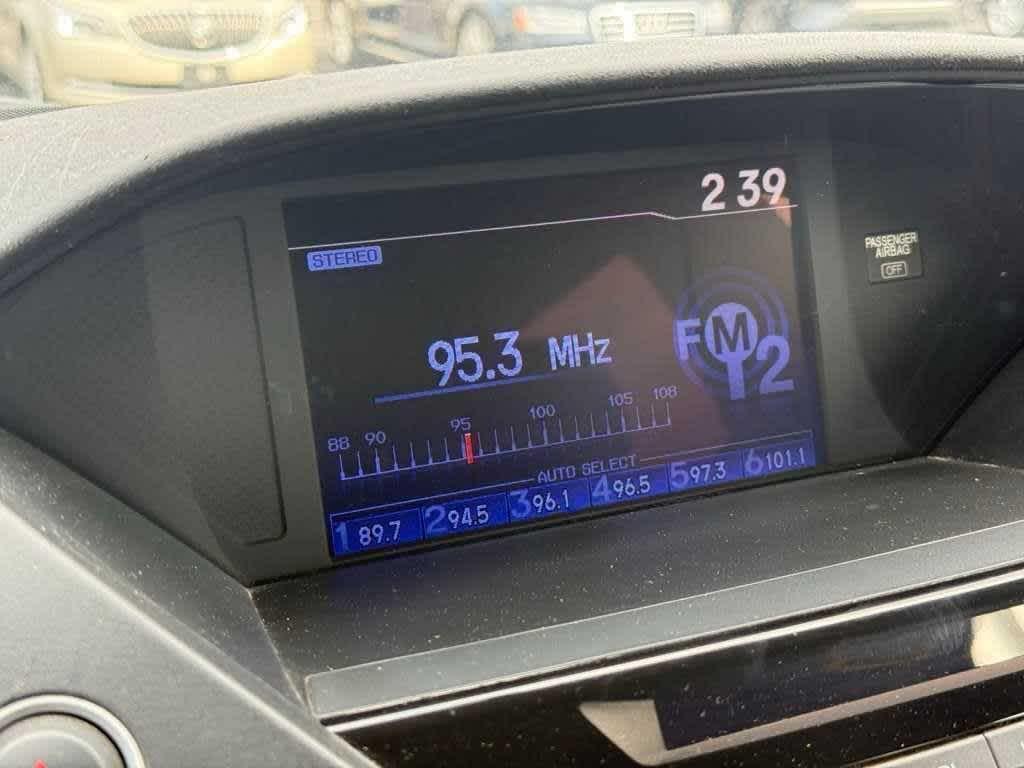 2 39
STEREO
PASSENGER
AIRBAG
OFF
95.3 MHz
FM2
88 90 95 100 105 108
AUTO SELECT
1 89.7 2 94.5 3 96.1 4 96.5 5 97.3 6 101.1